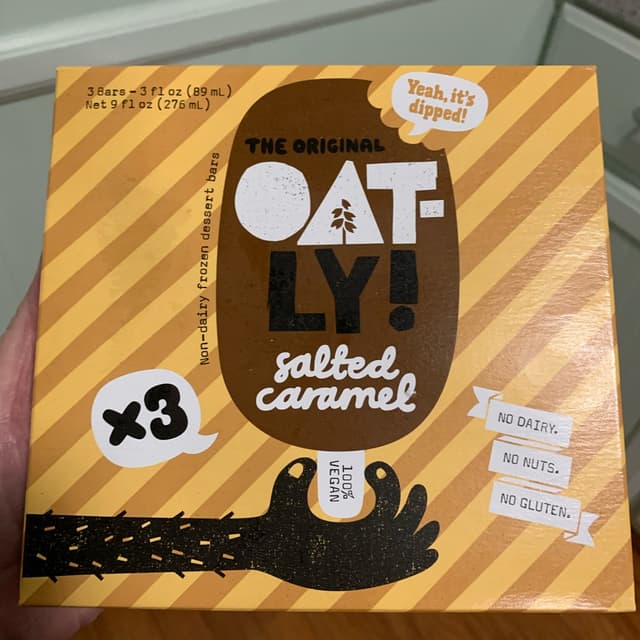 3 Bars – 3 fl oz (89 mL)
Net 9 fl oz (276 mL)
Yeah, it's
dipped!
THE ORIGINAL
OAT-
LY!
salted
caramel
Non-dairy frozen dessert bars
x3
100%
VEGAN
NO DAIRY.
NO NUTS.
NO GLUTEN.